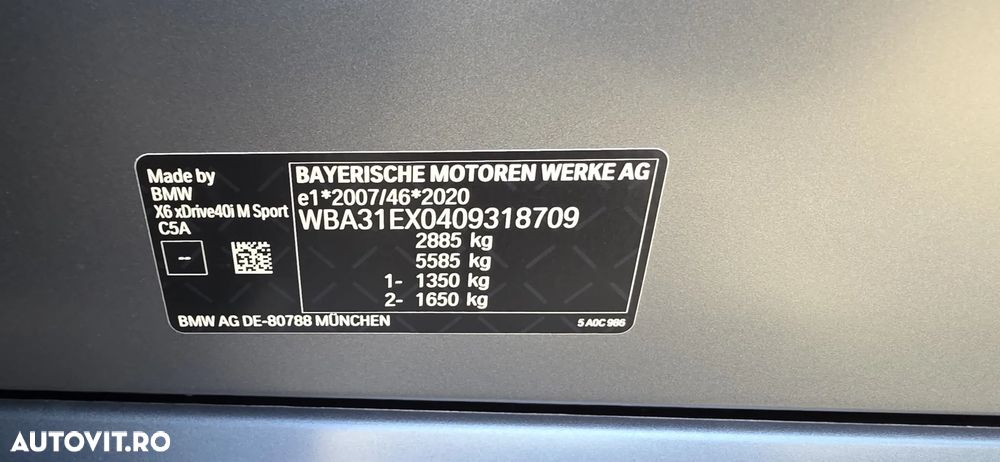 Made by
BMW
X6 xDrive40i M Sport
C5A
--
BAYERISCHE MOTOREN WERKE AG
e1*2007/46*2020
WBA31EX0409318709
2885 kg
5585 kg
1- 1350 kg
2- 1650 kg
BMW AG DE-80788 MÜNCHEN
5 A0C 986
AUTOVIT.RO